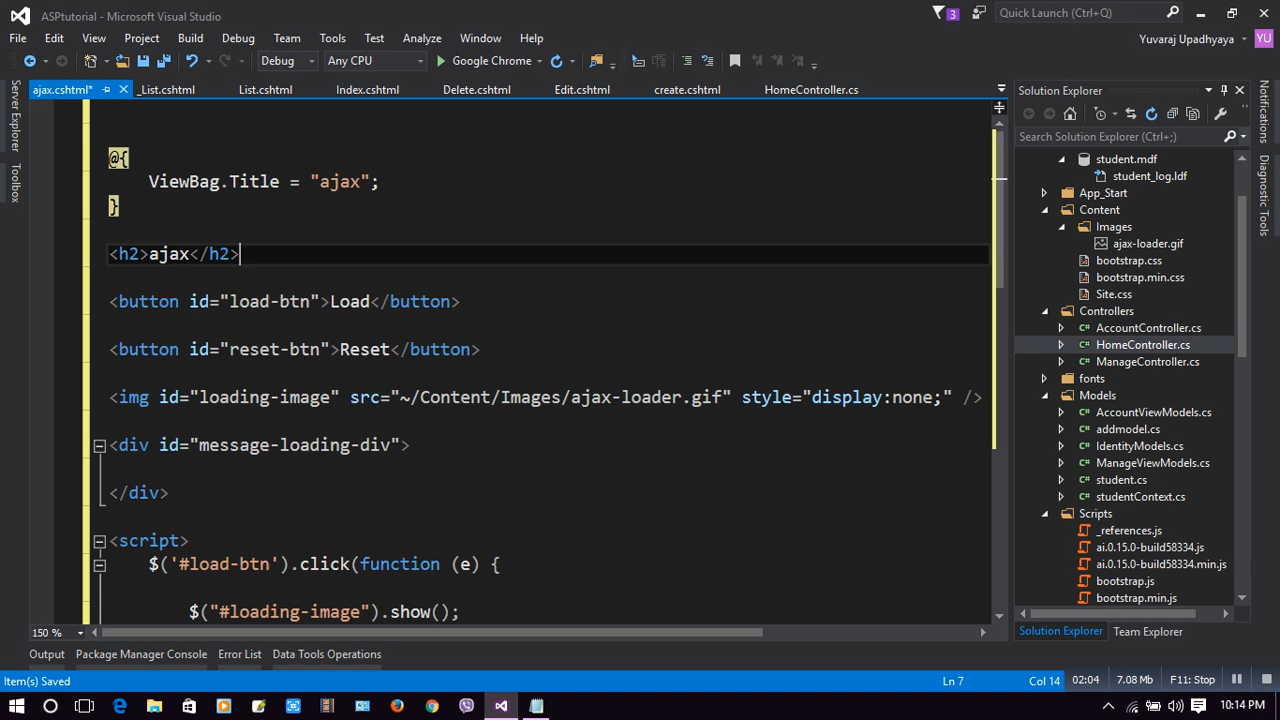 ASPtutorial - Microsoft Visual Studio
3
Quick Launch (Ctrl+Q)
File Edit View Project Build Debug Team Tools Test Analyze Window Help
Yuvaraj Upadhyaya
YU
Debug
Any CPU
Google Chrome
ajax.cshtml*
_List.cshtml
List.cshtml
Index.cshtml
Delete.cshtml
Edit.cshtml
create.cshtml
HomeController.cs
Server Explorer
Toolbox
@{
ViewBag.Title = "ajax";
}
<h2>ajax</h2>
<button id="load-btn">Load</button>
<button id="reset-btn">Reset</button>
<img id="loading-image" src="~/Content/Images/ajax-loader.gif" style="display:none;" />
<div id="message-loading-div">
</div>
<script>
$('#load-btn').click(function (e) {
$("#loading-image").show();
150 %
Solution Explorer
Search Solution Explorer (Ctrl+;)
student.mdf
student_log.ldf
App_Start
Content
Images
ajax-loader.gif
bootstrap.css
bootstrap.min.css
Site.css
Controllers
AccountController.cs
HomeController.cs
ManageController.cs
fonts
Models
AccountViewModels.cs
addmodel.cs
IdentityModels.cs
ManageViewModels.cs
student.cs
studentContext.cs
Scripts
_references.js
ai.0.15.0-build58334.js
ai.0.15.0-build58334.min.js
bootstrap.js
bootstrap.min.js
Solution Explorer
Team Explorer
Notifications
Diagnostic Tools
Output
Package Manager Console
Error List
Data Tools Operations
Item(s) Saved
Ln 7
Col 14
02:04
7.08 Mb
F11: Stop
10:14 PM